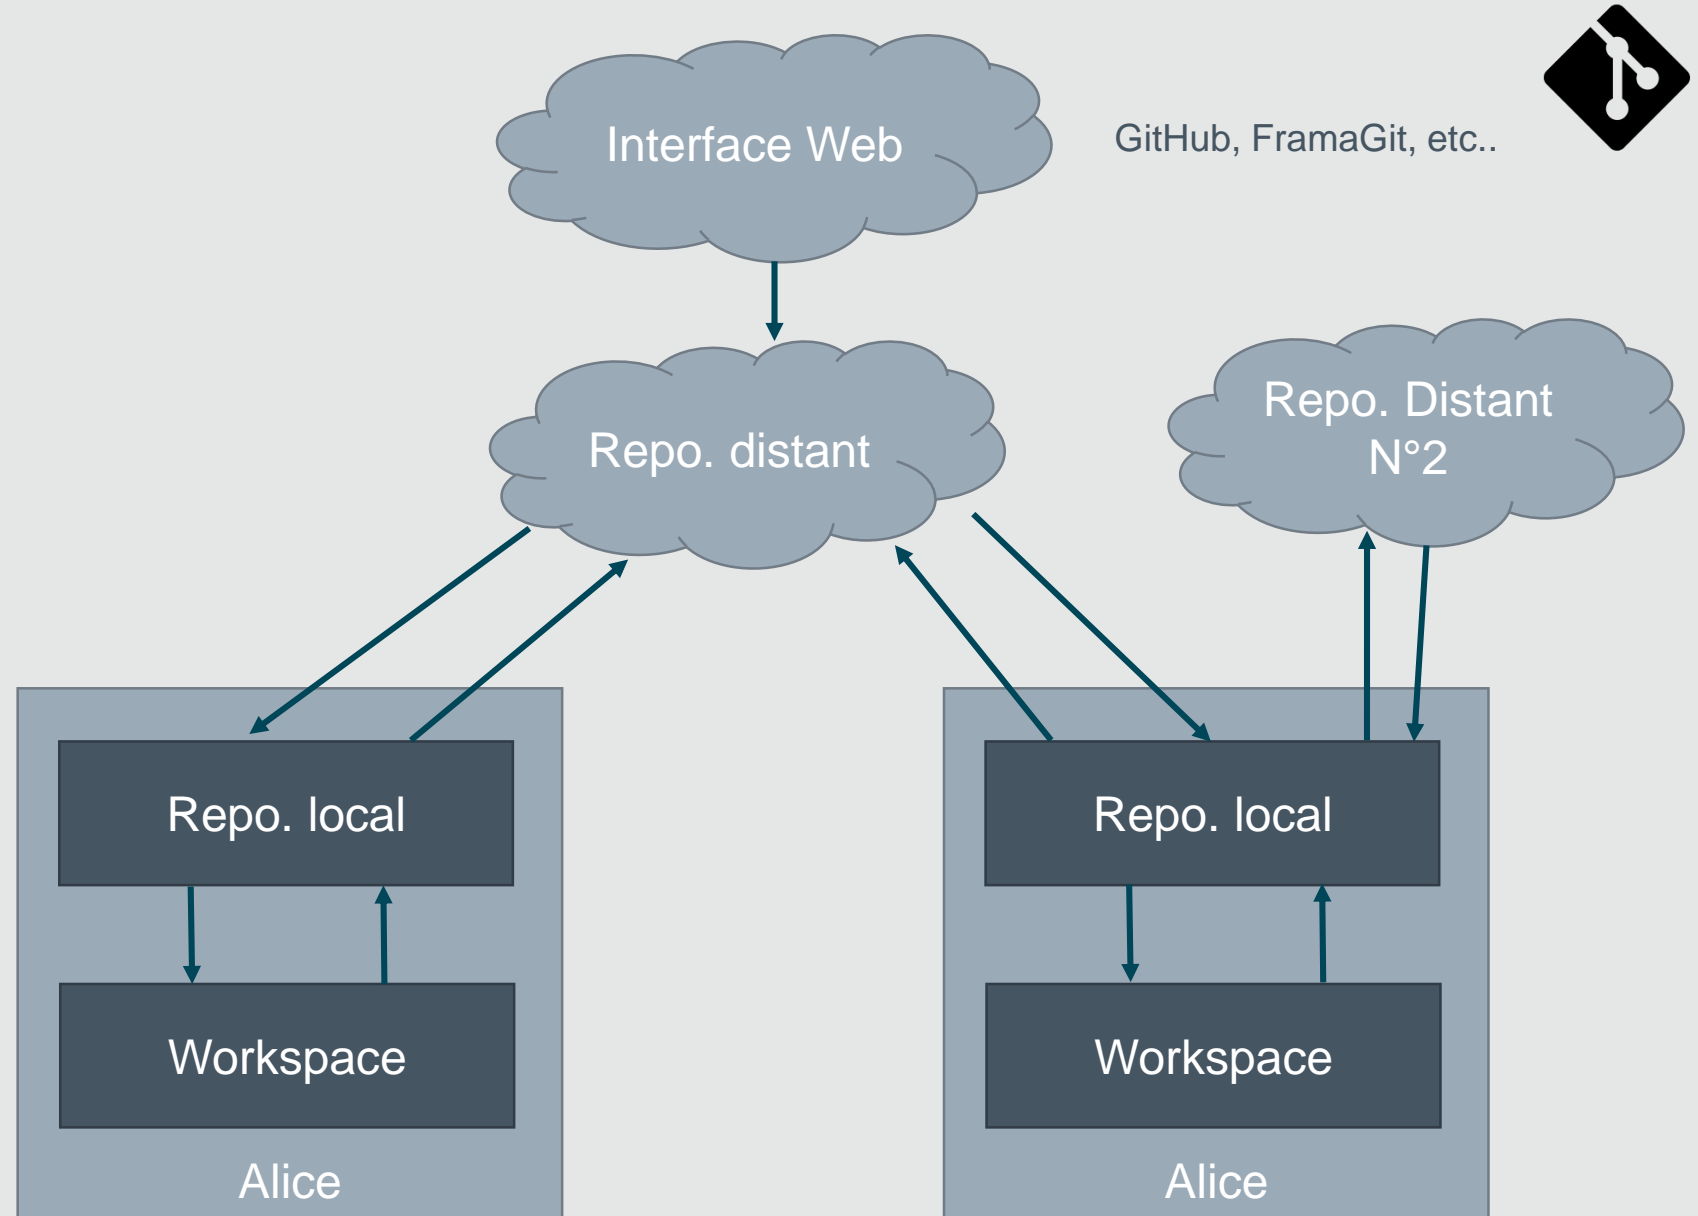 Interface Web
GitHub, FramaGit, etc..
Repo. distant
Repo. Distant
N°2
Repo. local
Repo. local
Workspace
Workspace
Alice
Alice